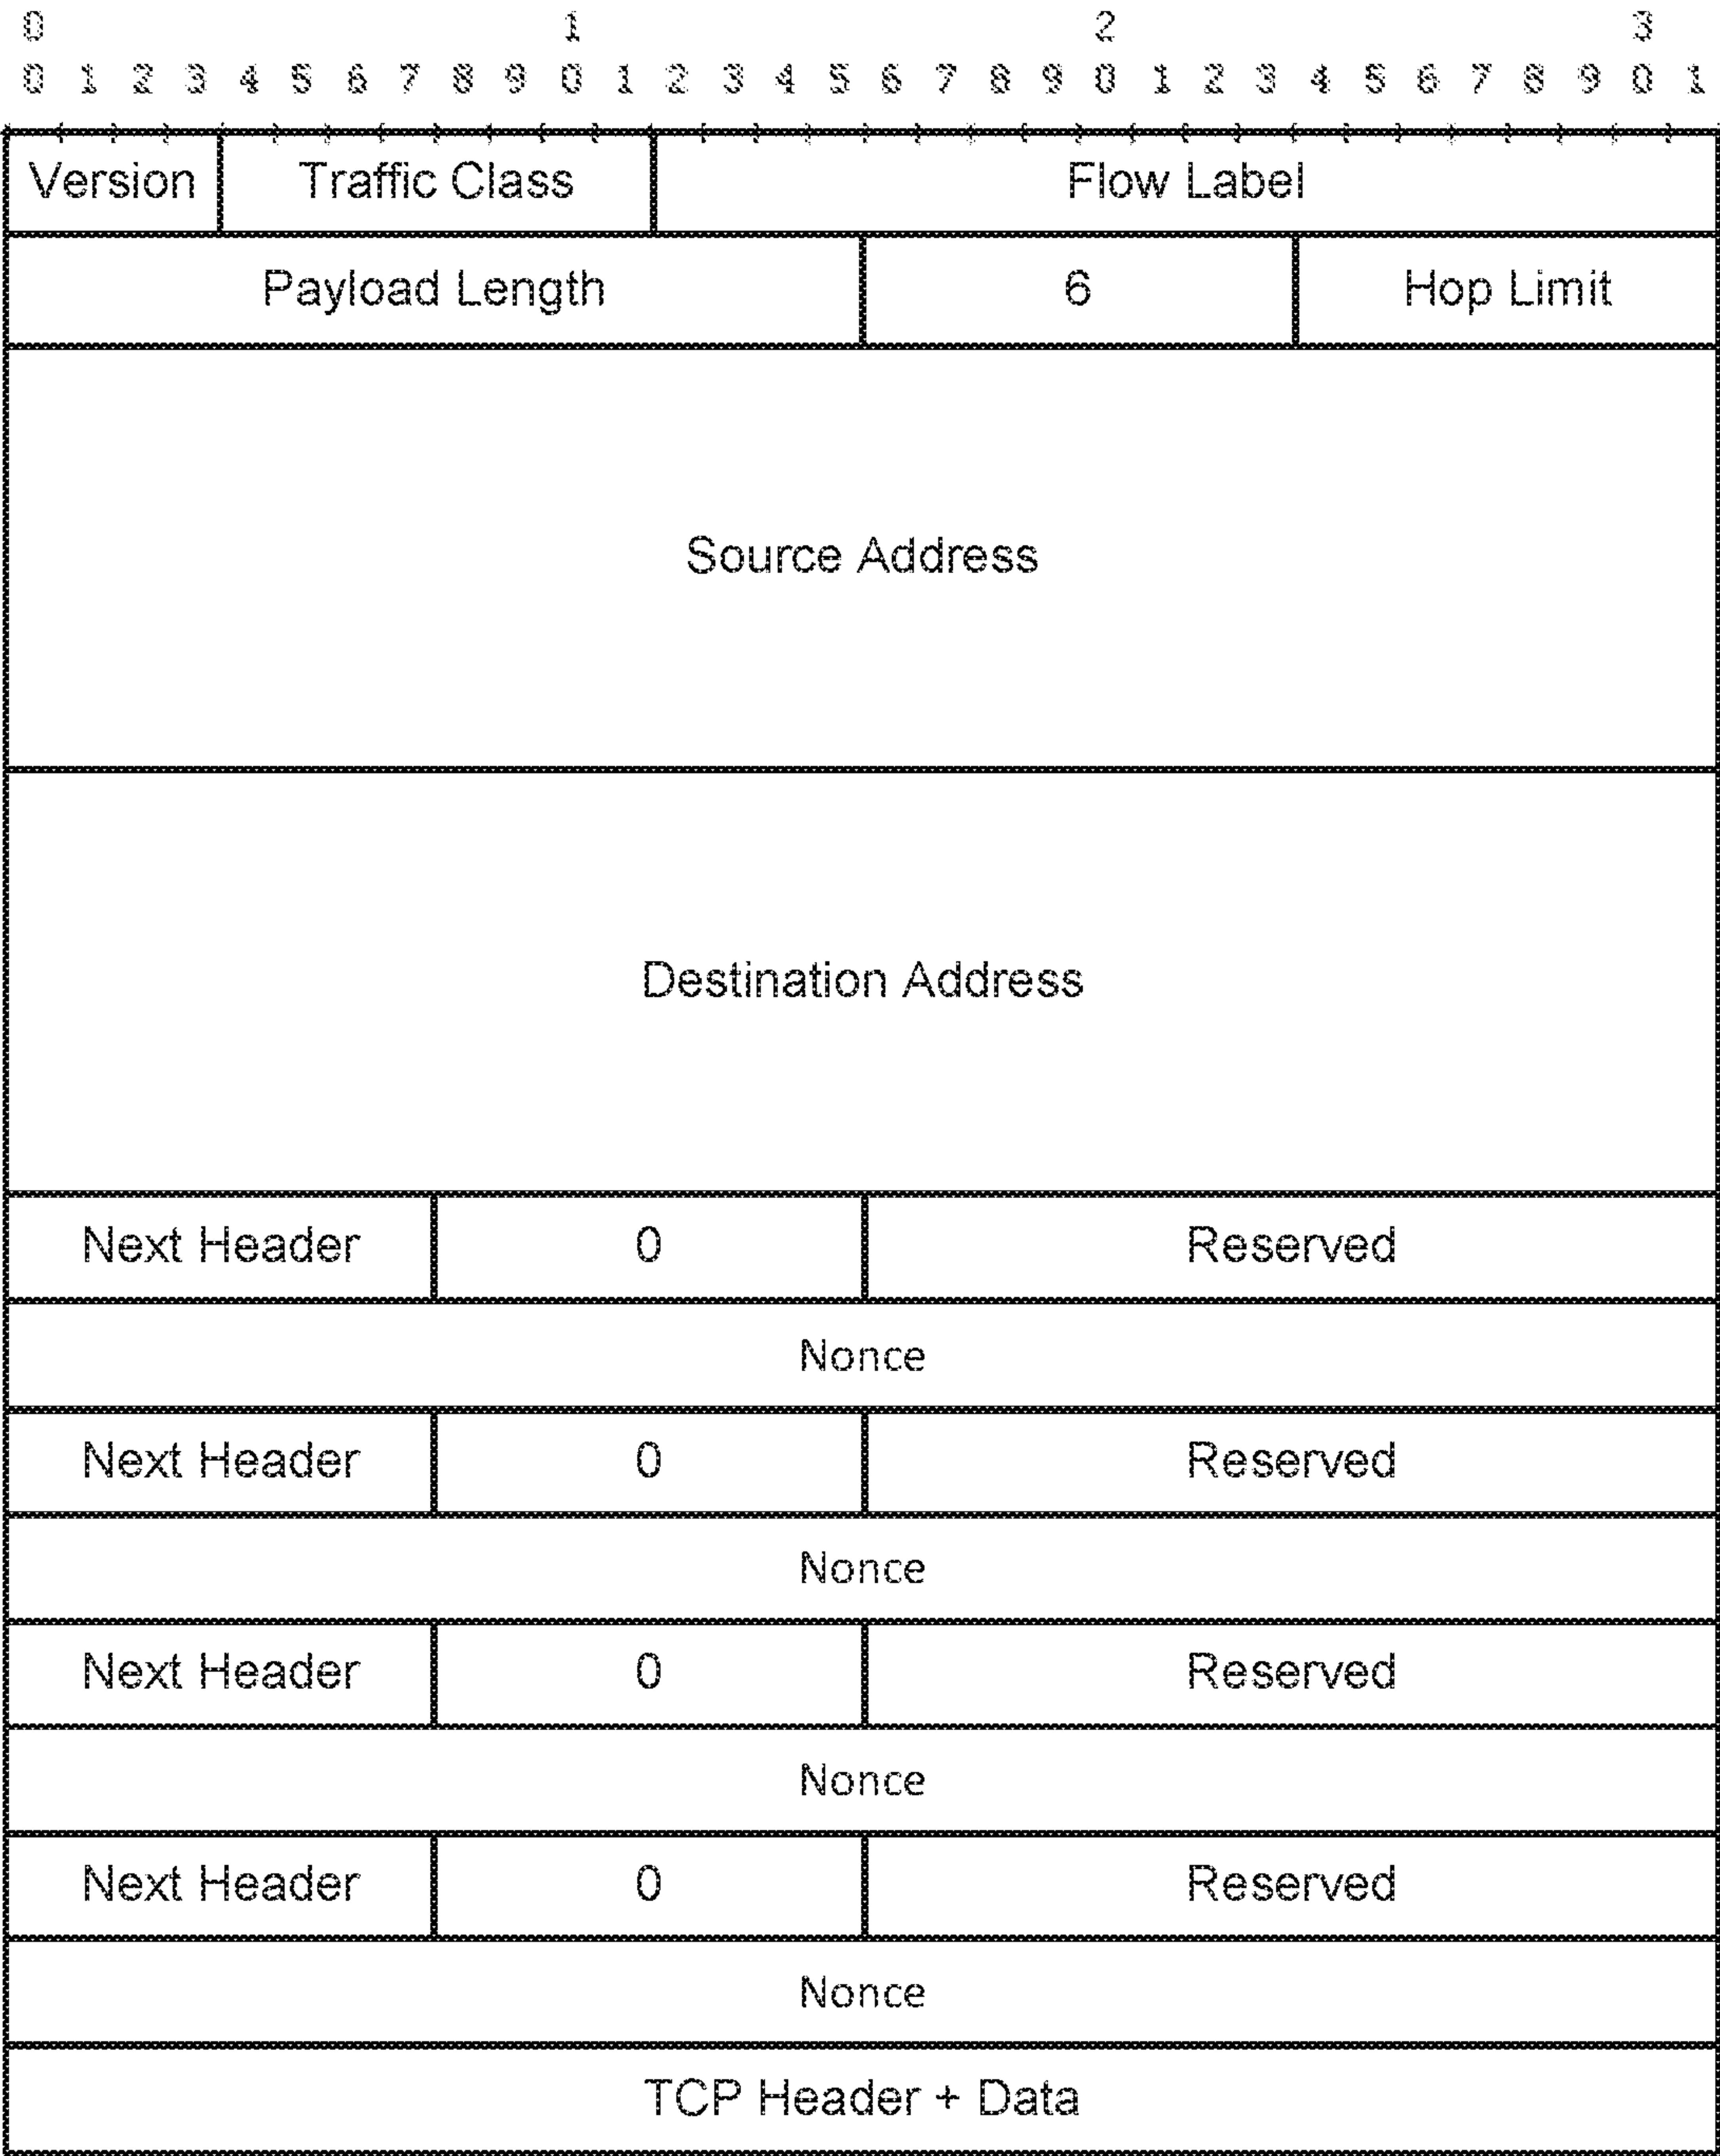 0 1 2 3
0 1 2 3 4 5 6 7 8 9 0 1 2 3 4 5 6 7 8 9 0 1 2 3 4 5 6 7 8 9 0 1
Version Traffic Class Flow Label
Payload Length 6 Hop Limit
Source Address
Destination Address
Next Header 0 Reserved
Nonce
Next Header 0 Reserved
Nonce
Next Header 0 Reserved
Nonce
Next Header 0 Reserved
Nonce
TCP Header + Data